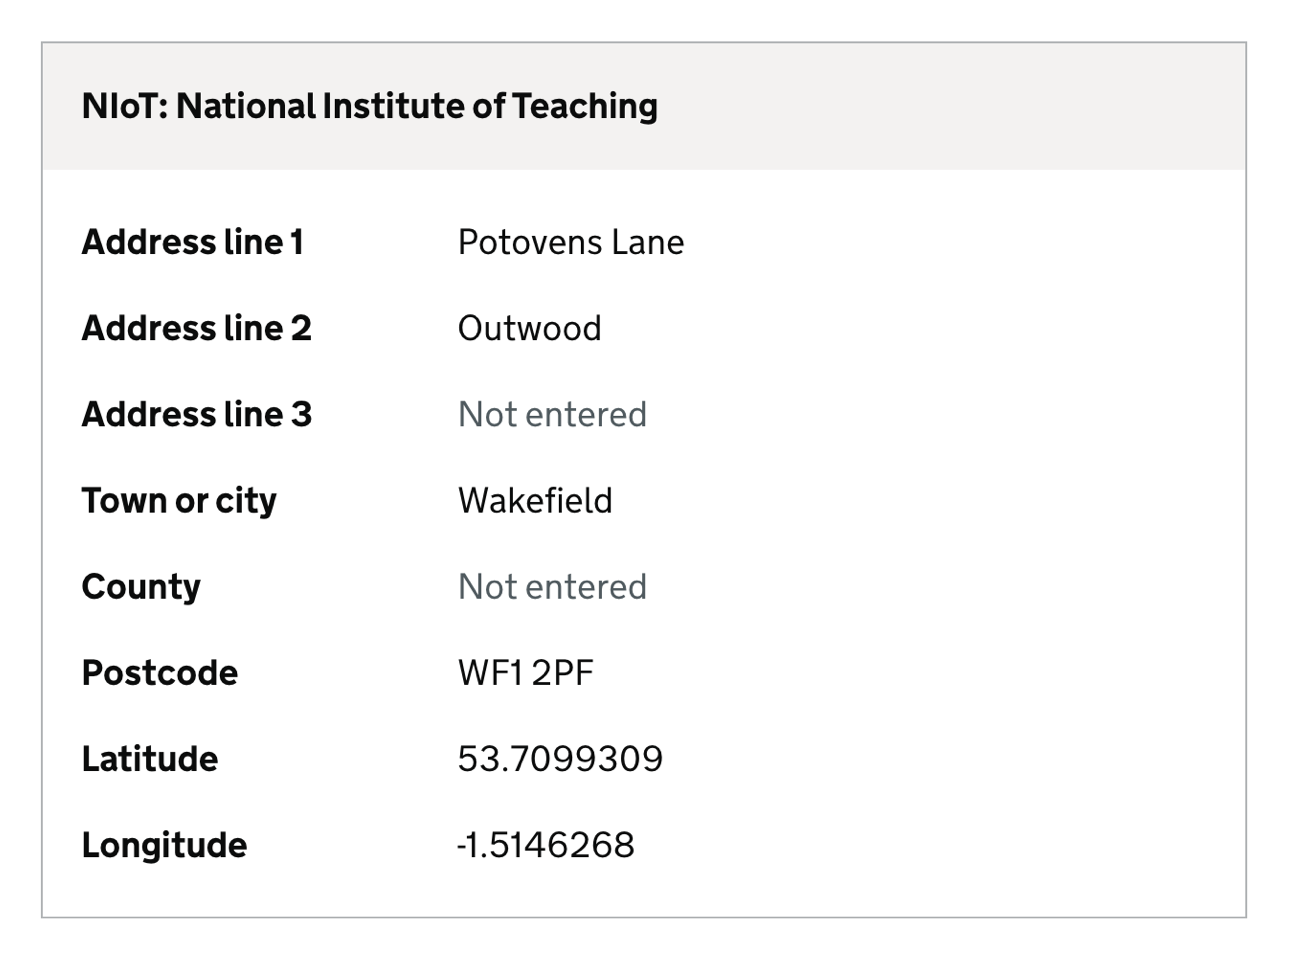 NIoT: National Institute of Teaching
Address line 1 Potovens Lane
Address line 2 Outwood
Address line 3 Not entered
Town or city Wakefield
County Not entered
Postcode WF1 2PF
Latitude 53.7099309
Longitude -1.5146268